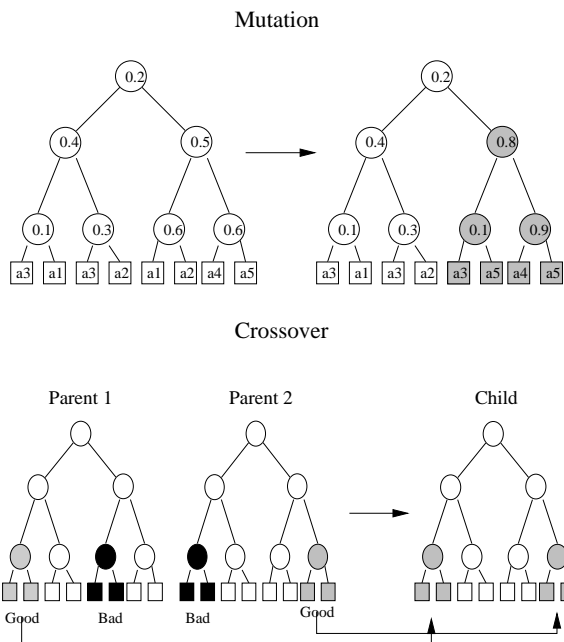 Mutation
0.2 0.2
0.4 0.5 0.4 0.8
0.1 0.3 0.6 0.6 0.1 0.3 0.1 0.9
a3 a1 a3 a2 a1 a2 a4 a5 a3 a1 a3 a2 a3 a5 a4 a5
Crossover
Parent 1 Parent 2 Child
Good Bad Bad Good